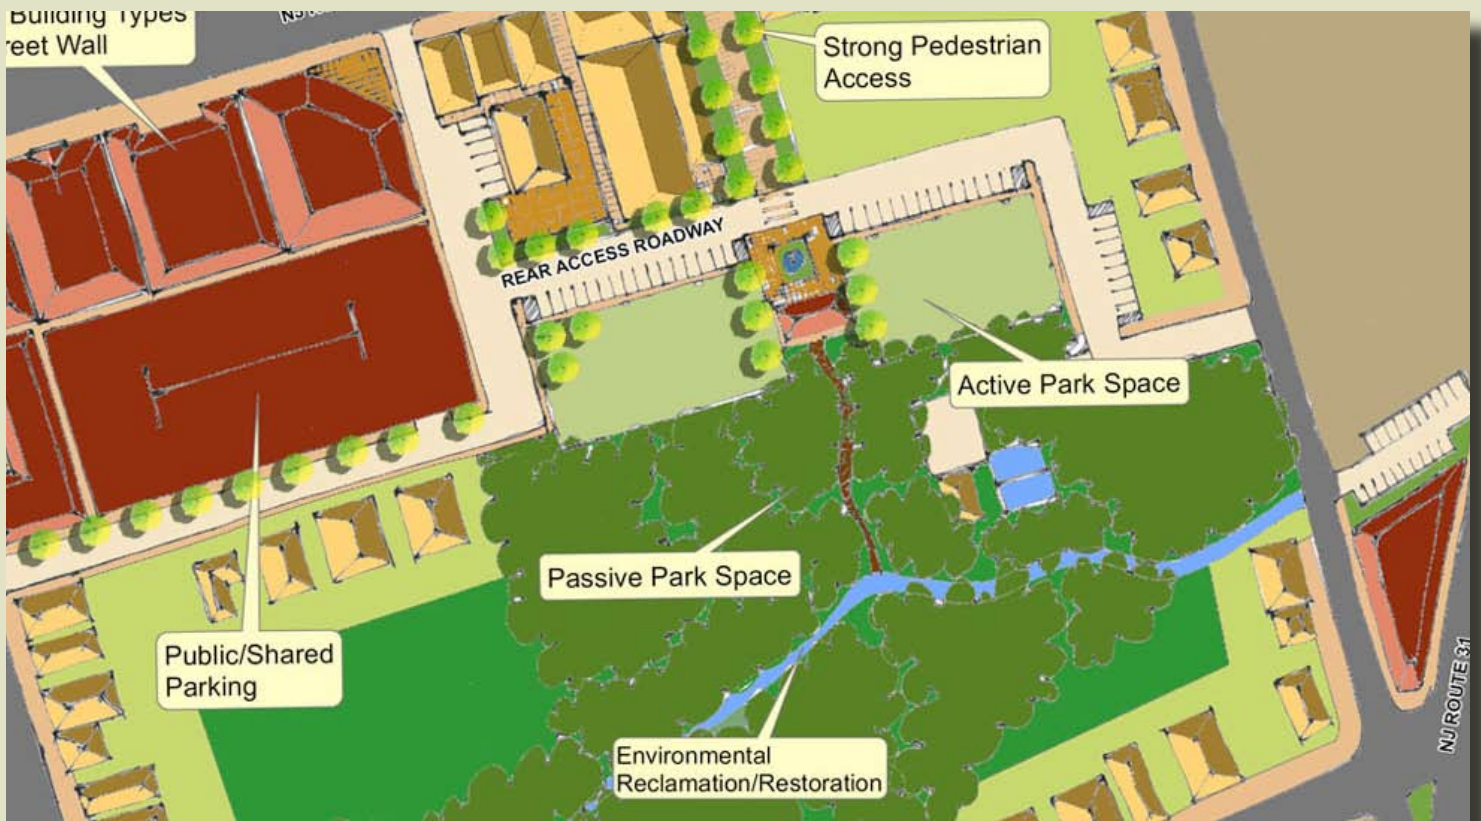 Building Types
reet Wall
NJ
Strong Pedestrian
Access
REAR ACCESS ROADWAY
Active Park Space
Passive Park Space
Public/Shared
Parking
Environmental
Reclamation/Restoration
NJ ROUTE 31